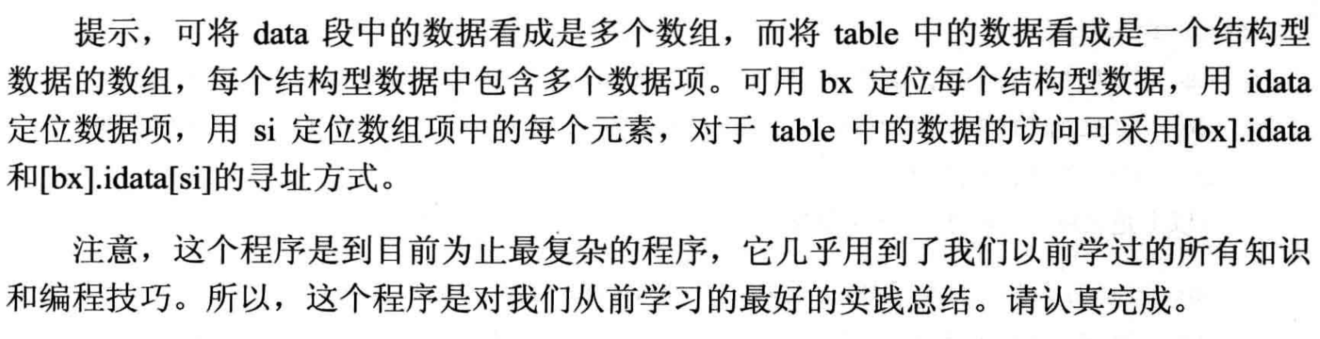 提示，可将 data 段中的数据看成是多个数组，而将 table 中的数据看成是一个结构型
数据的数组，每个结构型数据中包含多个数据项。可用 bx 定位每个结构型数据，用 idata
定位数据项，用 si 定位数组项中的每个元素，对于 table 中的数据的访问可采用[bx].idata
和[bx].idata[si]的寻址方式。
注意，这个程序是到目前为止最复杂的程序，它几乎用到了我们以前学过的所有知识
和编程技巧。所以，这个程序是对我们从前学习的最好的实践总结。请认真完成。